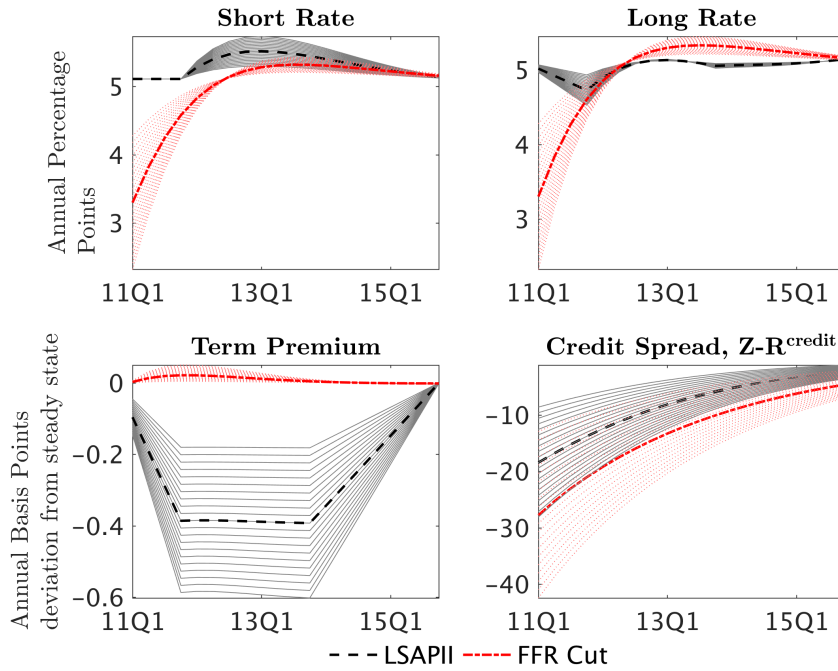 Short Rate
Long Rate
Annual Percentage
Points
5
4
3
11Q1
13Q1
15Q1
5
4
3
11Q1
13Q1
15Q1
Term Premium
Credit Spread, Z-R^credit
Annual Basis Points
deviation from steady state
0
−0.2
−0.4
−0.6
11Q1
13Q1
15Q1
−10
−20
−30
−40
11Q1
13Q1
15Q1
LSAPII
FFR Cut